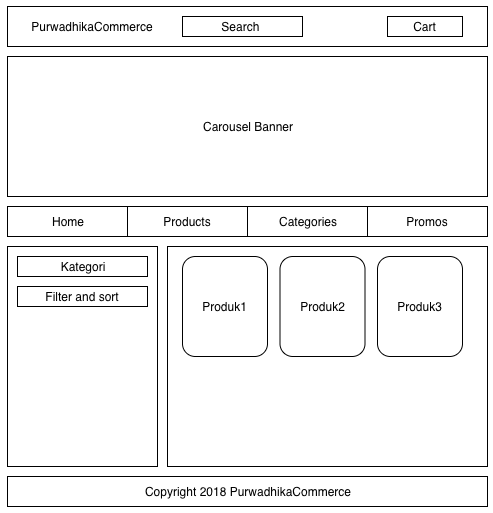 PurwadhikaCommerce
Search
Cart
Carousel Banner
Home
Products
Categories
Promos
Kategori
Filter and sort
Produk1
Produk2
Produk3
Copyright 2018 PurwadhikaCommerce